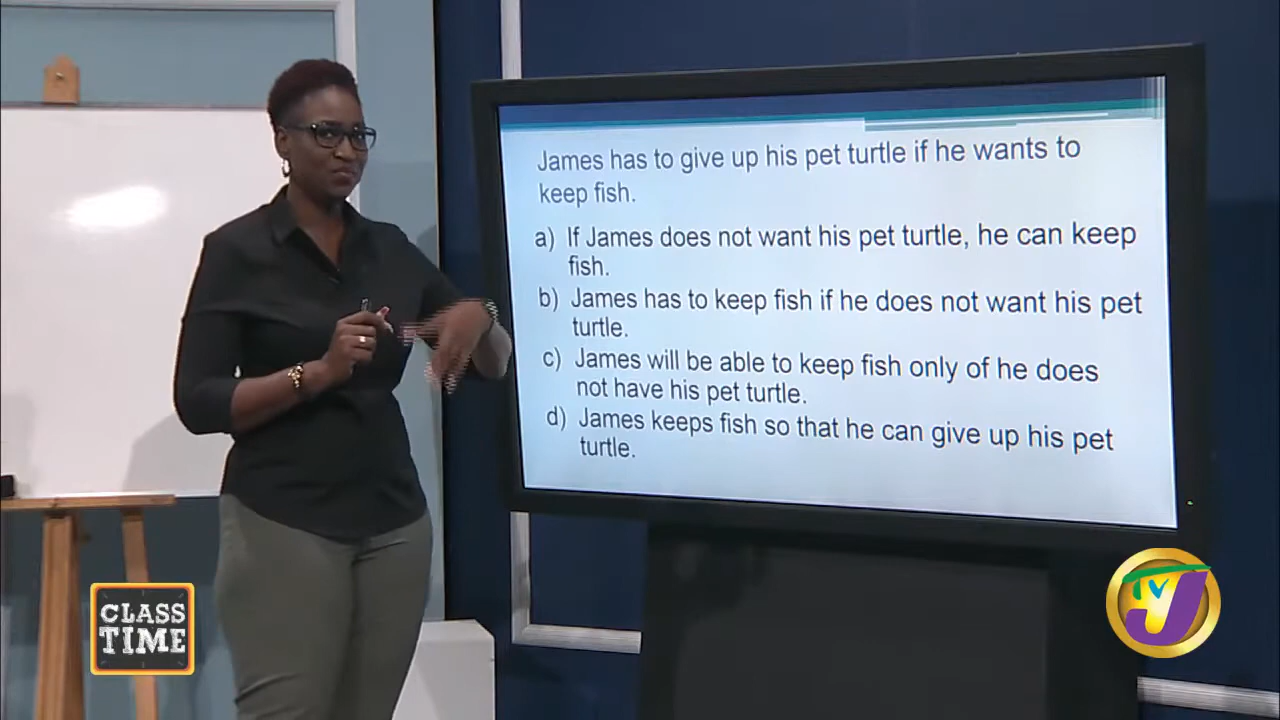 James has to give up his pet turtle if he wants to
keep fish.
a) If James does not want his pet turtle, he can keep
fish.
b) James has to keep fish if he does not want his pet
turtle.
c) James will be able to keep fish only of he does
not have his pet turtle.
d) James keeps fish so that he can give up his pet
turtle.
CLASS
TIME
TVJ